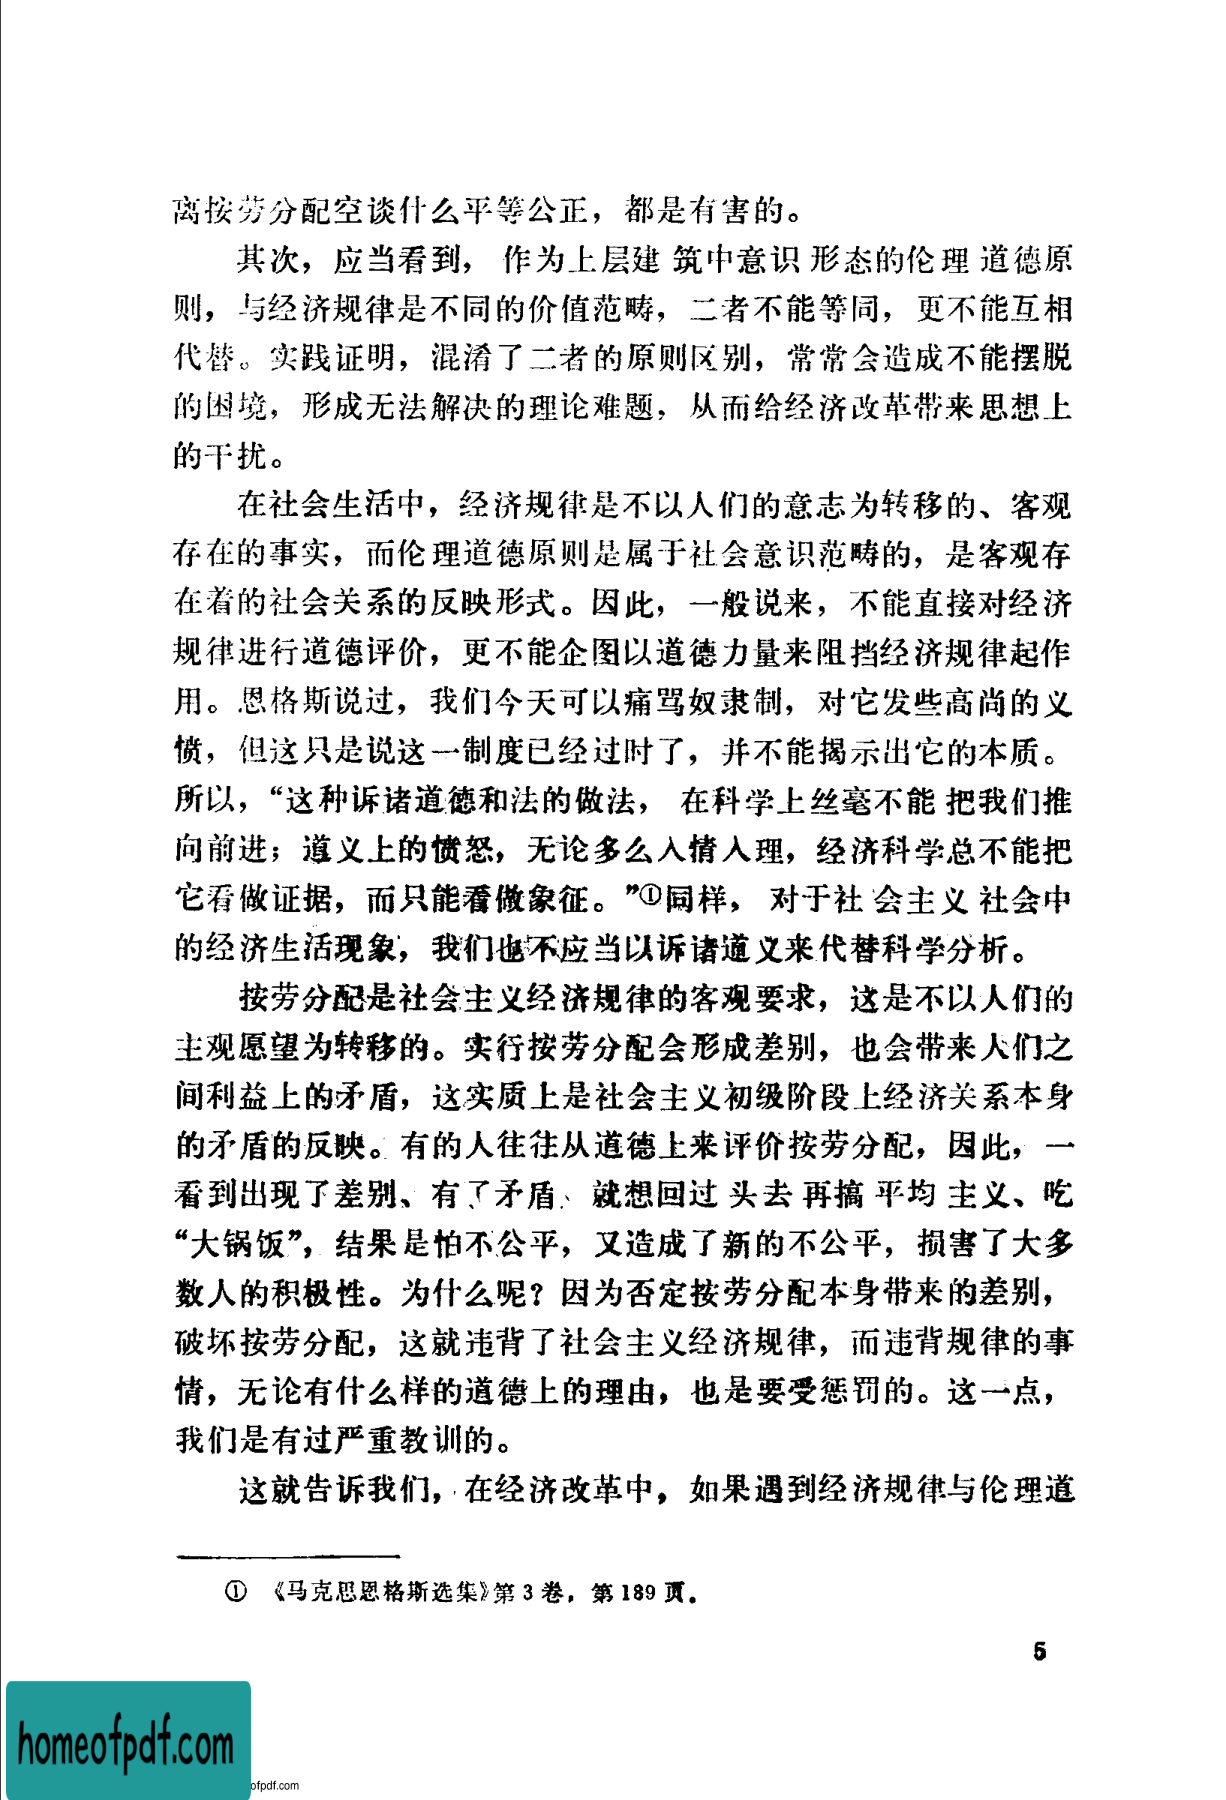 离按劳分配空谈什么平等公正，都是有害的。
其次，应当看到，作为上层建筑中意识形态的伦理道德原
则，与经济规律是不同的价值范畴，二者不能等同，更不能互相
代替。实践证明，混淆了二者的原则区别，常常会造成不能摆脱
的困境，形成无法解决的理论难题，从而给经济改革带来思想上
的干扰。
在社会生活中，经济规律是不以人们的意志为转移的、客观
存在的事实，而伦理道德原则是属于社会意识范畴的，是客观存
在着的社会关系的反映形式。因此，一般说来，不能直接对经济
规律进行道德评价，更不能企图以道德力量来阻挡经济规律起作
用。恩格斯说过，我们今天可以痛骂奴隶制，对它发些高尚的义
愤，但这只是说这一制度已经过时了，并不能揭示出它的本质。
所以，“这种诉诸道德和法的做法，在科学上丝毫不能把我们推
向前进；道义上的愤怒，无论多么入情入理，经济科学总不能把
它看做证据，而只能看做象征。”①同样，对于社会主义社会中
的经济生活现象，我们也不应当以诉诸道义来代替科学分析。
按劳分配是社会主义经济规律的客观要求，这是不以人们的
主观愿望为转移的。实行按劳分配会形成差别，也会带来人们之
间利益上的矛盾，这实质上是社会主义初级阶段上经济关系本身
的矛盾的反映。有的人往往从道德上来评价按劳分配，因此，一
看到出现了差别、有了矛盾、就想回过头去再搞平均主义、吃
“大锅饭”，结果是怕不公平，又造成了新的不公平，损害了大多
数人的积极性。为什么呢？因为否定按劳分配本身带来的差别，
破坏按劳分配，这就违背了社会主义经济规律，而违背规律的事
情，无论有什么样的道德上的理由，也是要受惩罚的。这一点，
我们是有过严重教训的。
这就告诉我们，在经济改革中，如果遇到经济规律与伦理道
① 《马克思恩格斯选集》第3卷，第189页。
5
homeofpdf.com
ofpdf.com